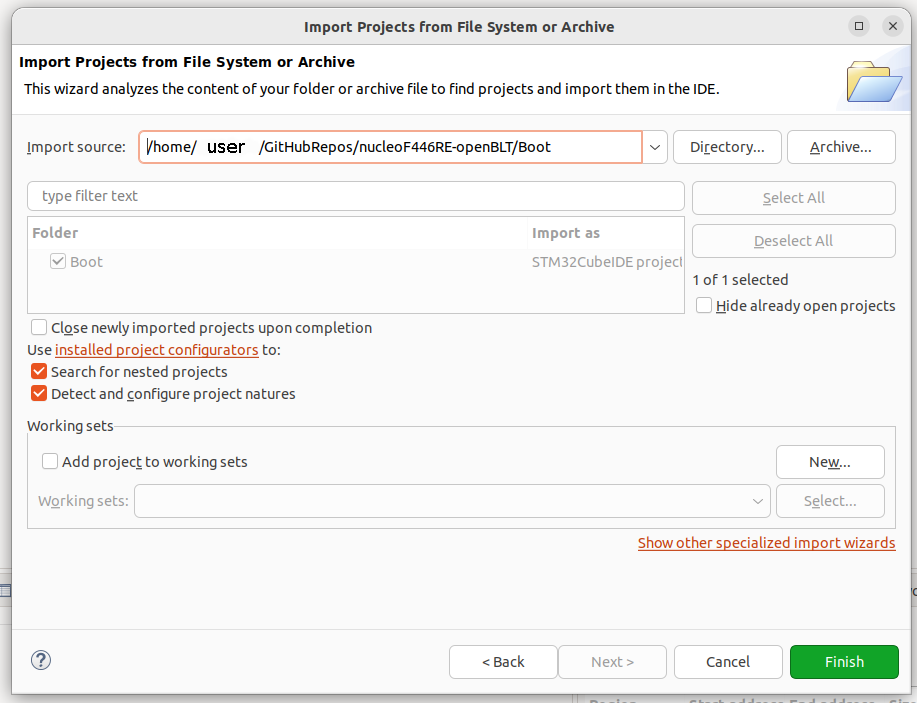 Import Projects from File System or Archive
Import Projects from File System or Archive
This wizard analyzes the content of your folder or archive file to find projects and import them in the IDE.
Import source: /home/ user /GitHubRepos/nucleoF446RE-openBLT/Boot Directory... Archive...
type filter text Select All
Folder Import as
Deselect All
Boot STM32CubeIDE project
1 of 1 selected
Hide already open projects
Close newly imported projects upon completion
Use installed project configurators to:
Search for nested projects
Detect and configure project natures
Working sets
Add project to working sets New...
Working sets: Select...
Show other specialized import wizards
? < Back Next > Cancel Finish